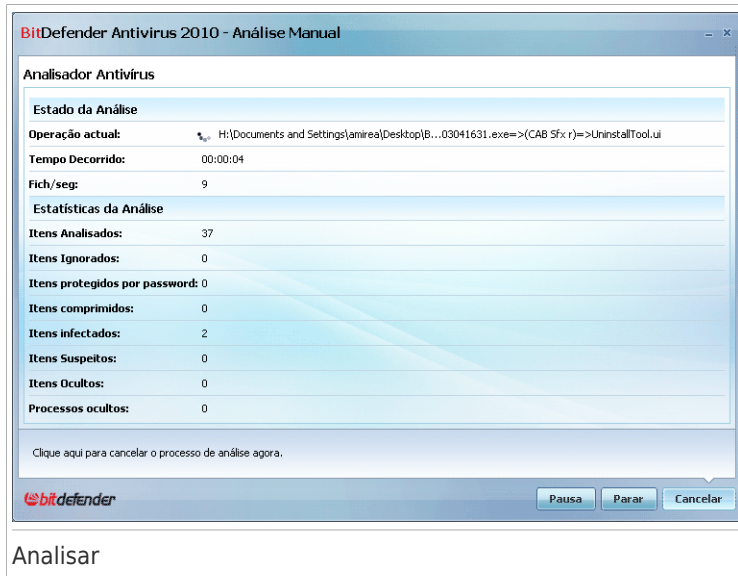 BitDefender Antivirus 2010 - Análise Manual
Analisador Antivírus
Estado da Análise
Operação actual: H:\Documents and Settings\amirea\Desktop\B...03041631.exe=>(CAB Sfx r)=>UninstallTool.ui
Tempo Decorrido: 00:00:04
Fich/seg: 9
Estatísticas da Análise
Itens Analisados: 37
Itens Ignorados: 0
Itens protegidos por password: 0
Itens comprimidos: 0
Itens infectados: 2
Itens Suspeitos: 0
Itens Ocultos: 0
Processos ocultos: 0
Clique aqui para cancelar o processo de análise agora.
bitdefender
Pausa Parar Cancelar
Analisar